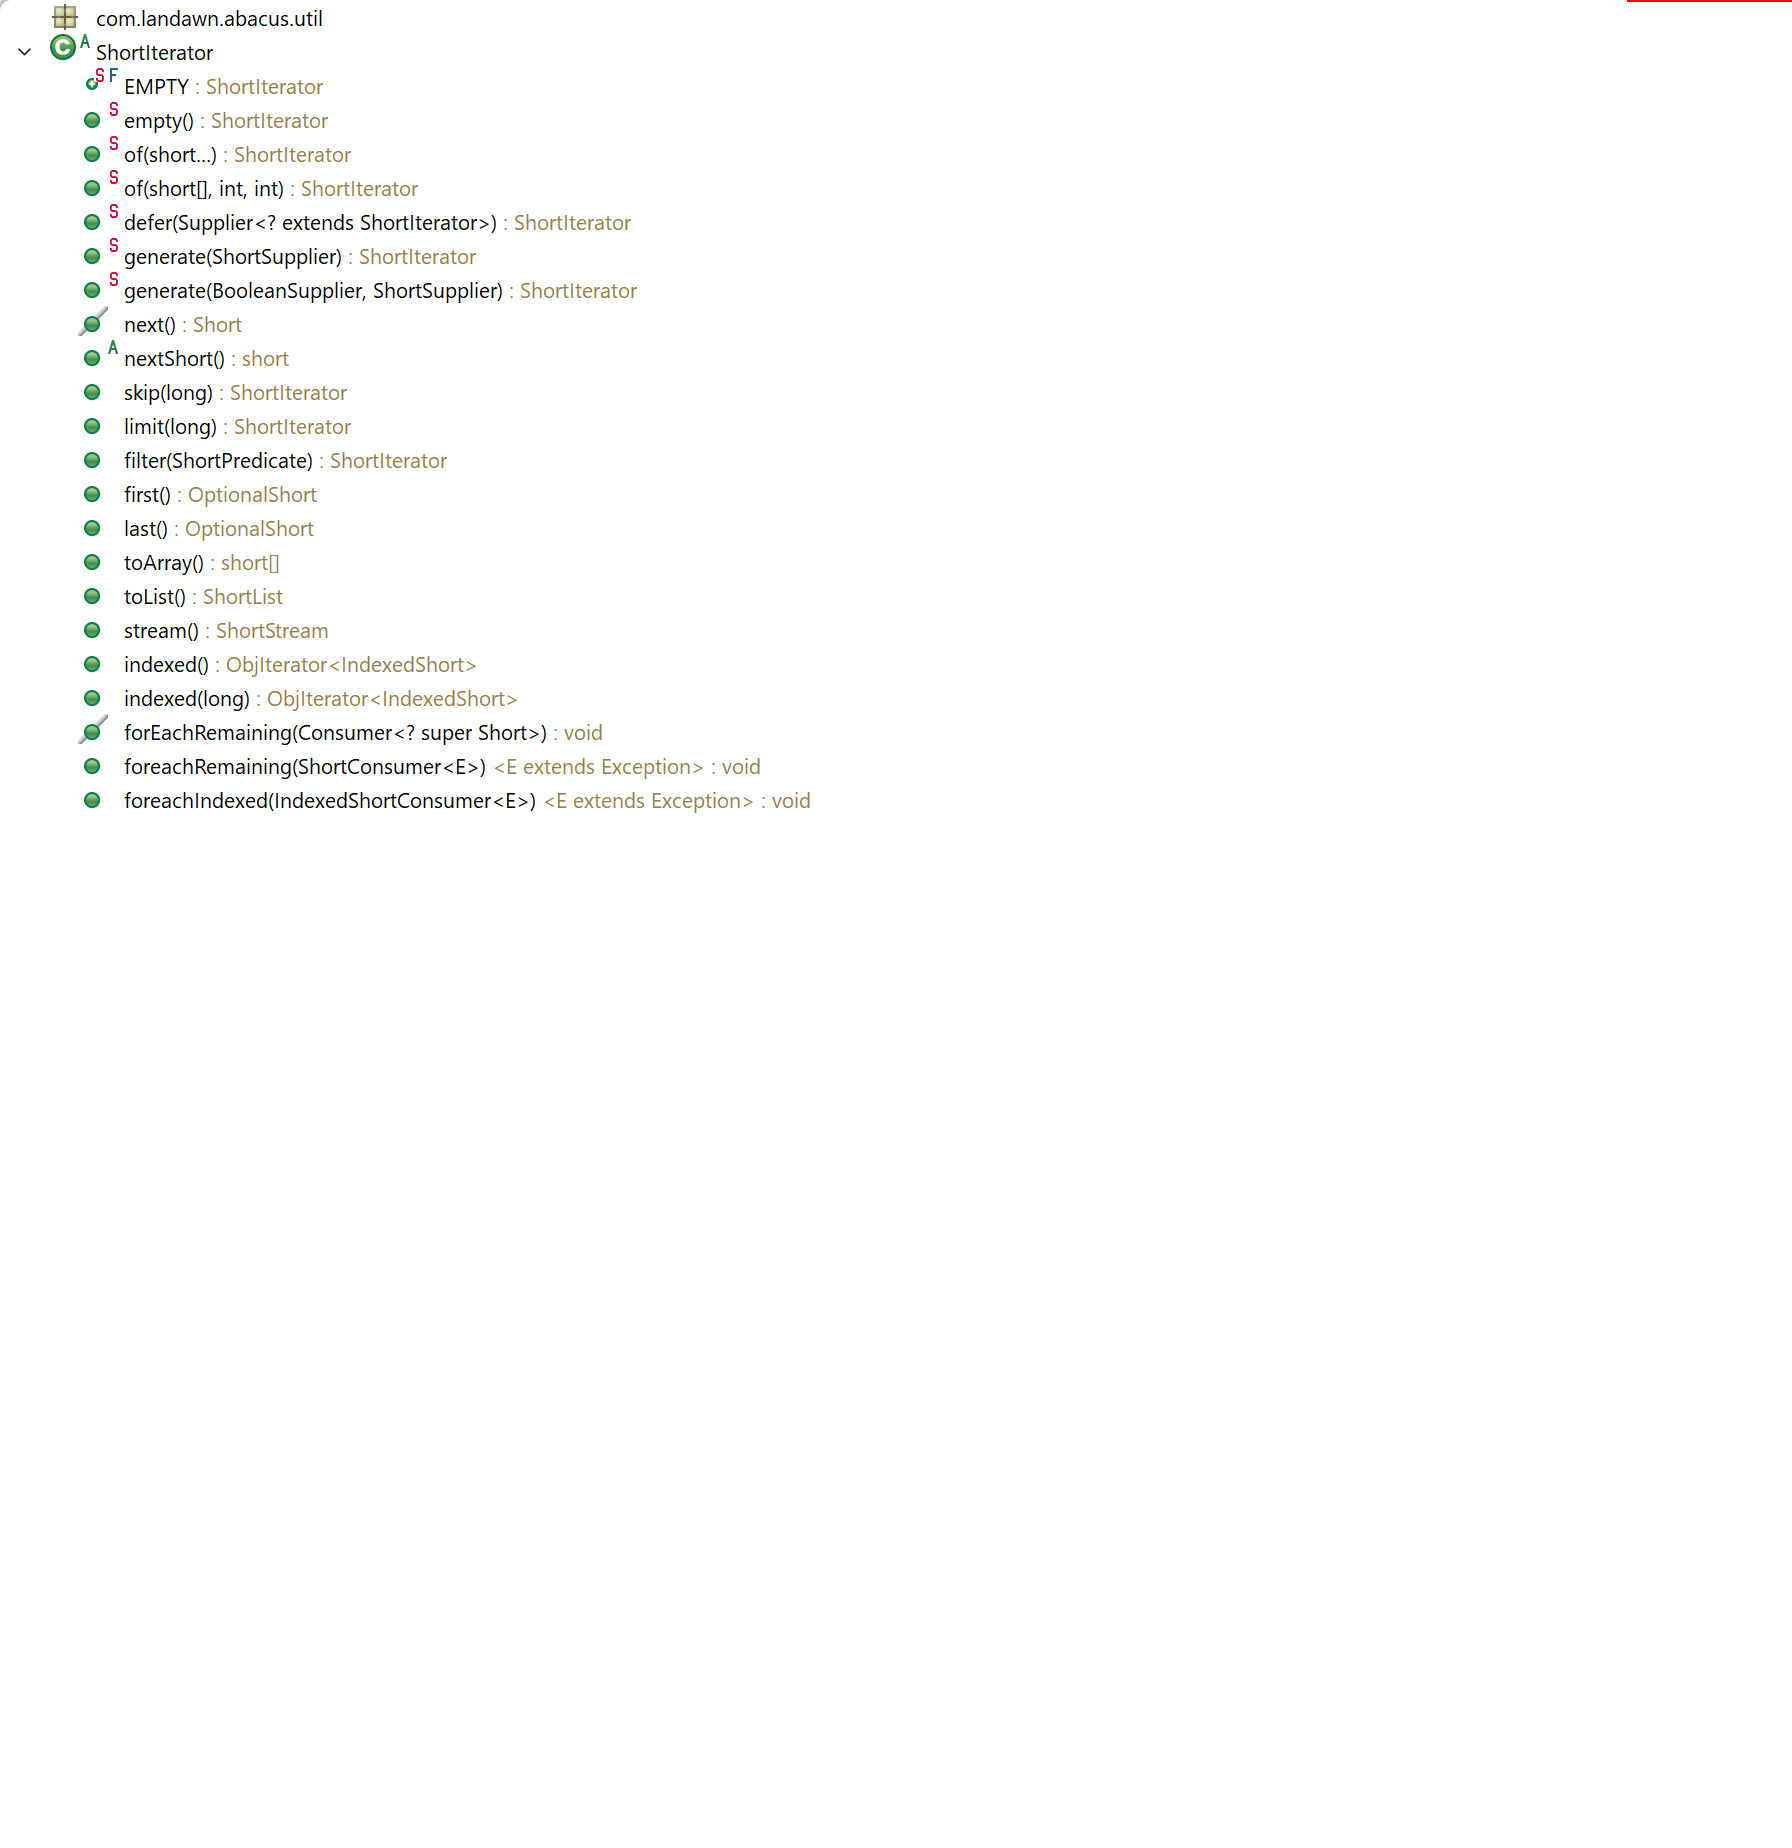 com.landawn.abacus.util
C A ShortIterator
S F EMPTY : ShortIterator
S empty() : ShortIterator
S of(short...) : ShortIterator
S of(short[], int, int) : ShortIterator
S defer(Supplier<? extends ShortIterator>) : ShortIterator
S generate(ShortSupplier) : ShortIterator
S generate(BooleanSupplier, ShortSupplier) : ShortIterator
next() : Short
A nextShort() : short
skip(long) : ShortIterator
limit(long) : ShortIterator
filter(ShortPredicate) : ShortIterator
first() : OptionalShort
last() : OptionalShort
toArray() : short[]
toList() : ShortList
stream() : ShortStream
indexed() : ObjIterator<IndexedShort>
indexed(long) : ObjIterator<IndexedShort>
forEachRemaining(Consumer<? super Short>) : void
foreachRemaining(ShortConsumer<E>) <E extends Exception> : void
foreachIndexed(IndexedShortConsumer<E>) <E extends Exception> : void